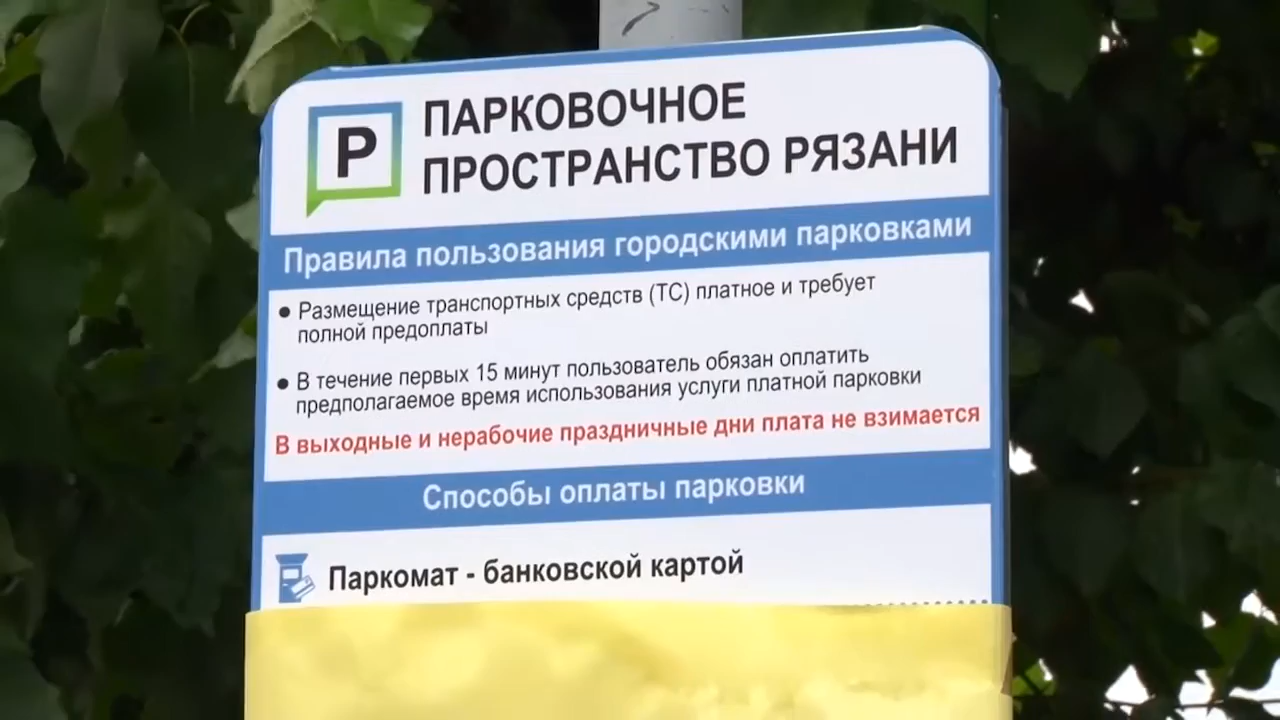 P
ПАРКОВОЧНОЕ
ПРОСТРАНСТВО РЯЗАНИ
Правила пользования городскими парковками
• Размещение транспортных средств (ТС) платное и требует
полной предоплаты
• В течение первых 15 минут пользователь обязан оплатить
предполагаемое время использования услуги платной парковки
В выходные и нерабочие праздничные дни плата не взимается
Способы оплаты парковки
Паркомат - банковской картой